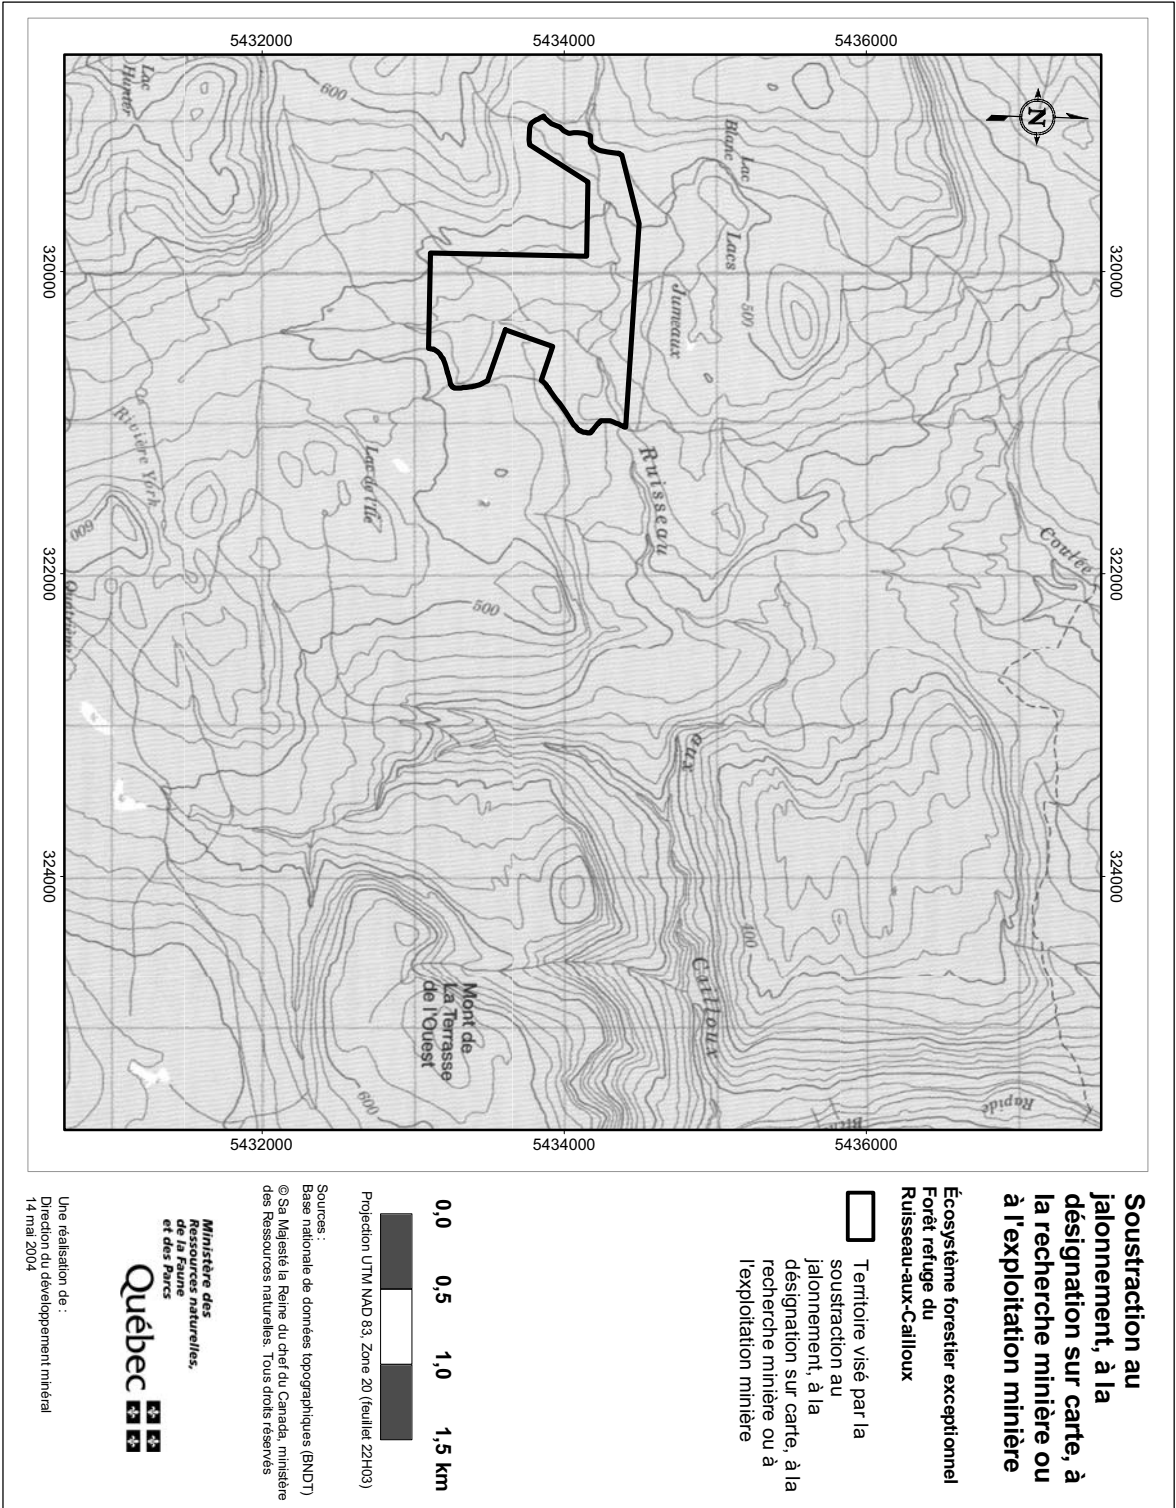 Soustraction au
jalonnement, à la
désignation sur carte, à
la recherche minière ou
à l'exploitation minière
Écosystème forestier exceptionnel
Forêt refuge du
Ruisseau-aux-Cailloux
Territoire visé par la
soustraction au
jalonnement, à la
désignation sur carte, à la
recherche minière ou à
l'exploitation minière
0,0 0,5 1,0 1,5 km
Projection UTM NAD 83, Zone 20 (feuillet 22H03)
Sources :
Base nationale de données topographiques (BNDT)
© Sa Majesté la Reine du chef du Canada, ministère
des Ressources naturelles. Tous droits réservés
Ministère des
Ressources naturelles,
de la Faune
et des Parcs
Québec
Une réalisation de :
Direction du développement minéral
14 mai 2004
320000
322000
324000
320000
322000
324000
5436000
5434000
5432000
5436000
5434000
5432000
N
Lac
Blanc
Lacs
Jumeaux
500
Ruisseau
aux
Cailloux
Coulée
400
Rapide
Lac
Hunter
600
Lac de l'Île
Rivière York
600
500
Mont de
La Terrasse
de l'Ouest
600